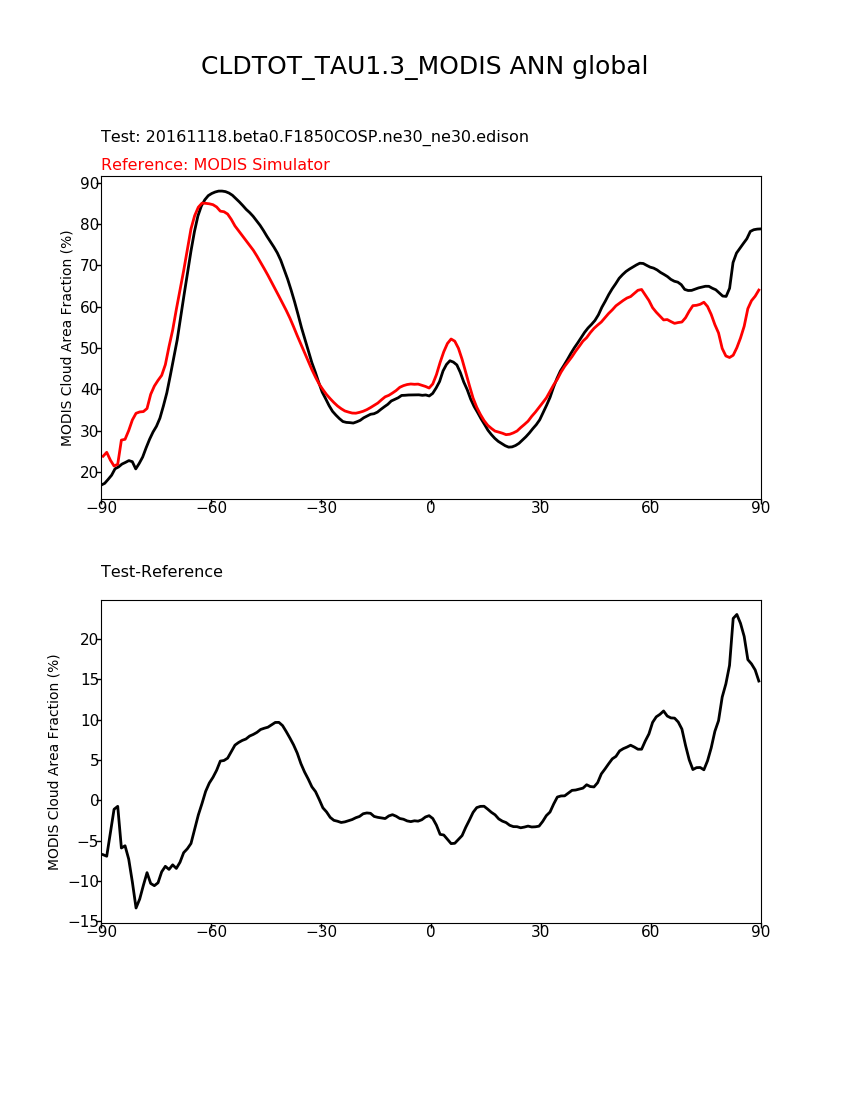 CLDTOT_TAU1.3_MODIS ANN global
Test: 20161118.beta0.F1850COSP.ne30_ne30.edison
Reference: MODIS Simulator
MODIS Cloud Area Fraction (%)
90
80
70
60
50
40
30
20
−90 −60 −30 0 30 60 90
Test-Reference
MODIS Cloud Area Fraction (%)
20
15
10
5
0
−5
−10
−15
−90 −60 −30 0 30 60 90